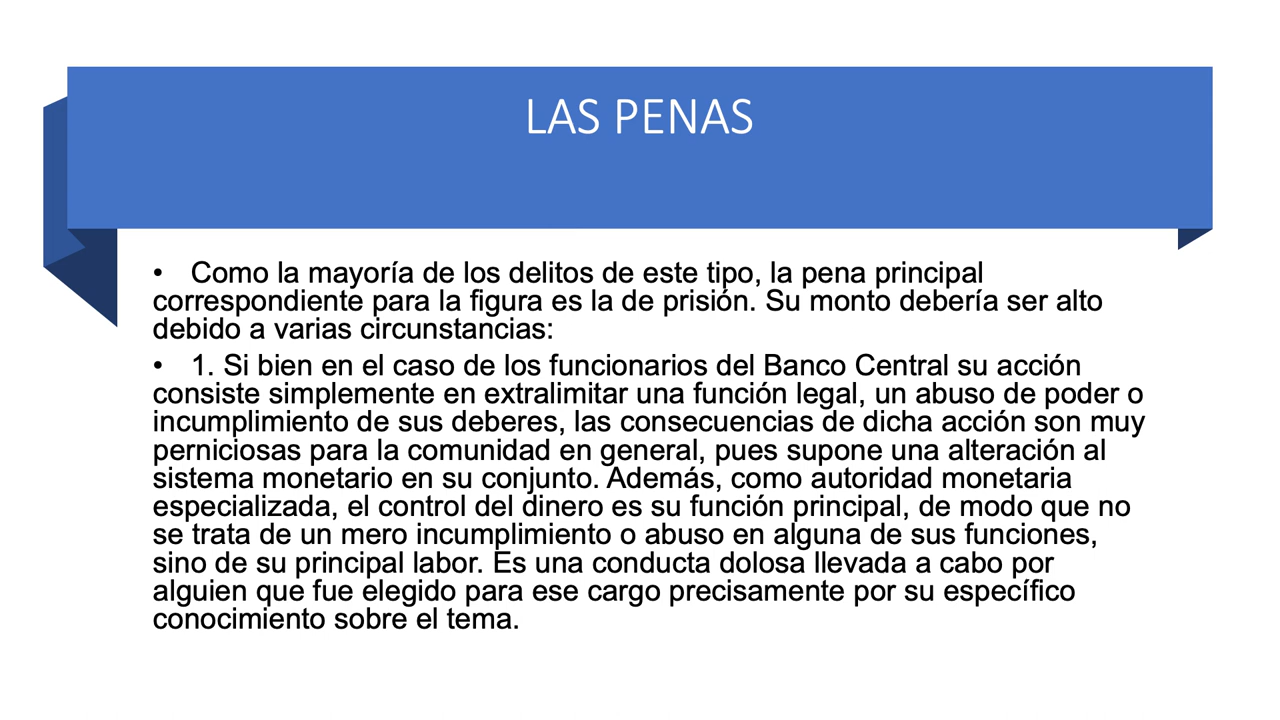 LAS PENAS
• Como la mayoría de los delitos de este tipo, la pena principal
correspondiente para la figura es la de prisión. Su monto debería ser alto
debido a varias circunstancias:
• 1. Si bien en el caso de los funcionarios del Banco Central su acción
consiste simplemente en extralimitar una función legal, un abuso de poder o
incumplimiento de sus deberes, las consecuencias de dicha acción son muy
perniciosas para la comunidad en general, pues supone una alteración al
sistema monetario en su conjunto. Además, como autoridad monetaria
especializada, el control del dinero es su función principal, de modo que no
se trata de un mero incumplimiento o abuso en alguna de sus funciones,
sino de su principal labor. Es una conducta dolosa llevada a cabo por
alguien que fue elegido para ese cargo precisamente por su específico
conocimiento sobre el tema.